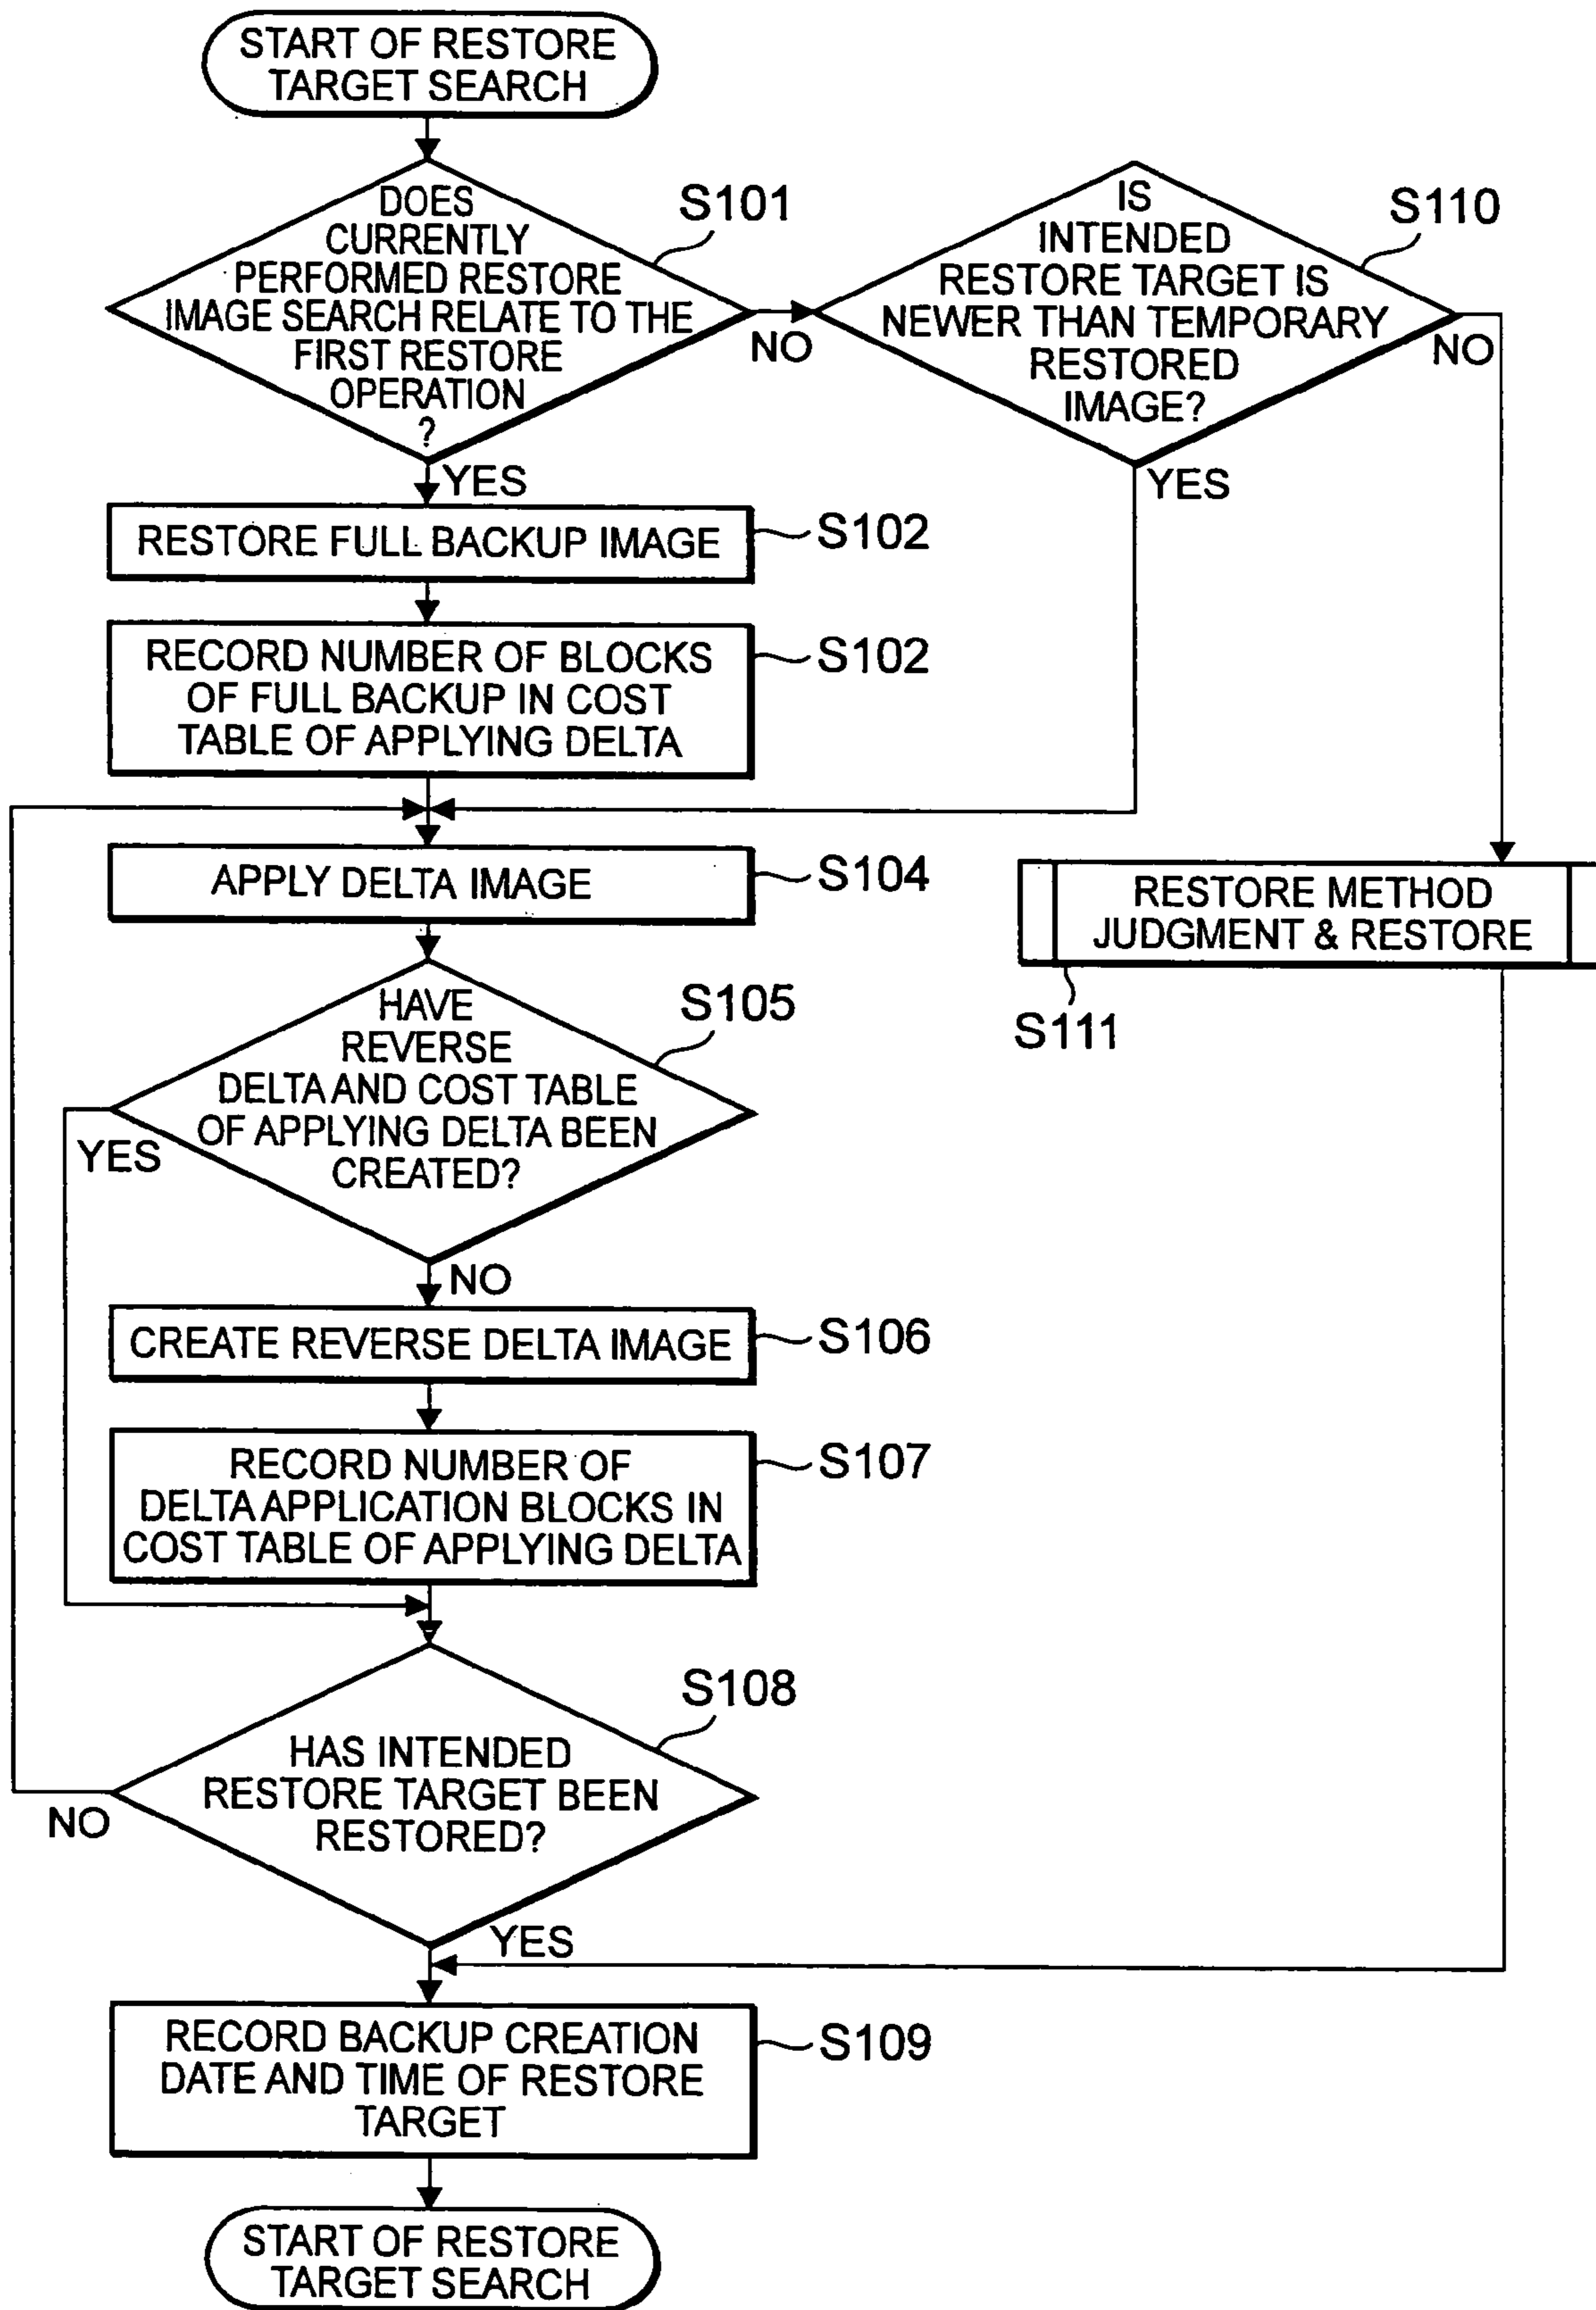 START OF RESTORE
TARGET SEARCH
DOES
CURRENTLY
PERFORMED RESTORE
IMAGE SEARCH RELATE TO THE
FIRST RESTORE
OPERATION
?
S101
NO
YES
IS
INTENDED
RESTORE TARGET IS
NEWER THAN TEMPORARY
RESTORED
IMAGE?
S110
NO
YES
RESTORE FULL BACKUP IMAGE
S102
RECORD NUMBER OF BLOCKS
OF FULL BACKUP IN COST
TABLE OF APPLYING DELTA
S102
APPLY DELTA IMAGE
S104
RESTORE METHOD
JUDGMENT & RESTORE
S111
HAVE
REVERSE
DELTA AND COST TABLE
OF APPLYING DELTA BEEN
CREATED?
S105
YES
NO
CREATE REVERSE DELTA IMAGE
S106
RECORD NUMBER OF
DELTA APPLICATION BLOCKS IN
COST TABLE OF APPLYING DELTA
S107
HAS INTENDED
RESTORE TARGET BEEN
RESTORED?
S108
NO
YES
RECORD BACKUP CREATION
DATE AND TIME OF RESTORE
TARGET
S109
START OF RESTORE
TARGET SEARCH